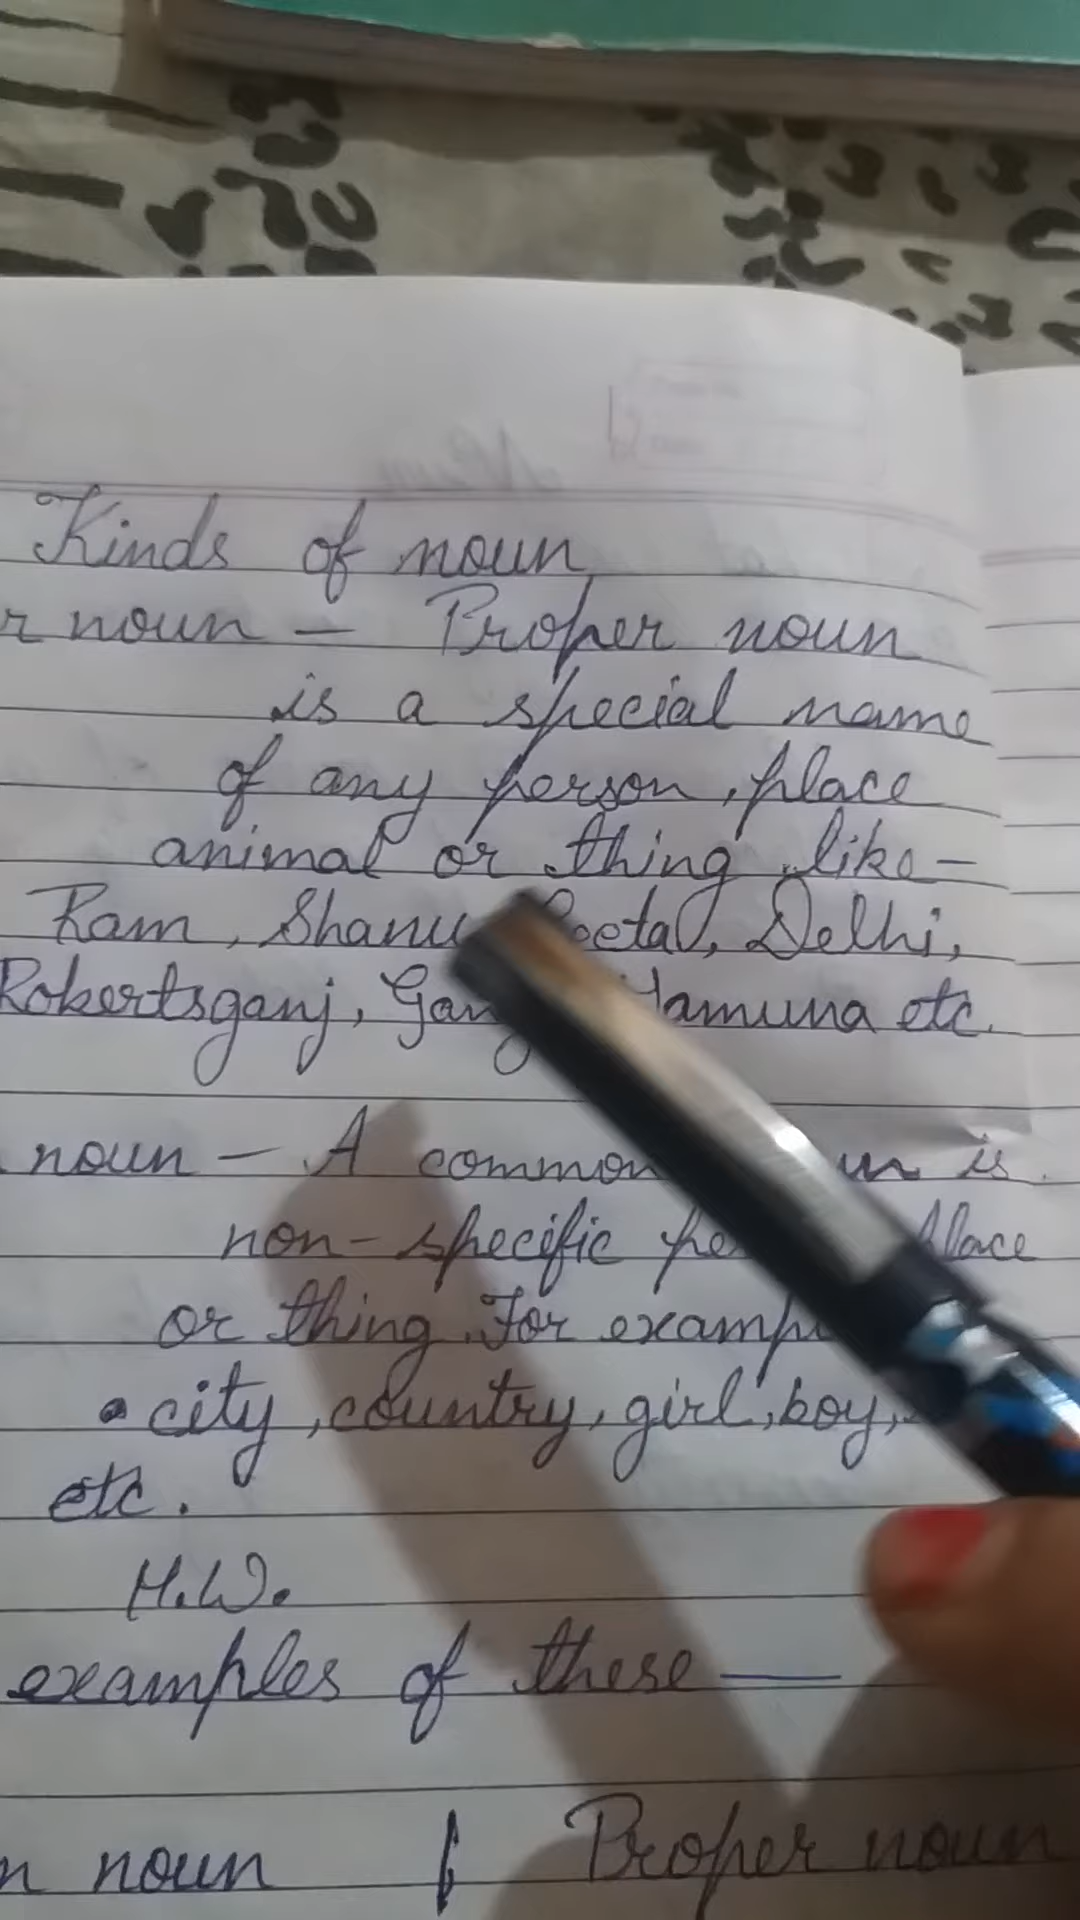 Kinds of noun
r noun – Proper noun
is a special name
of any person, place
animal or thing, like –
Ram, Delhi,
Robertsganj, Yamuna etc.
noun – A common is
non-specific place
or thing. For
city, country, girl, boy,
etc.
H.W.
examples of these —
n noun | Proper noun